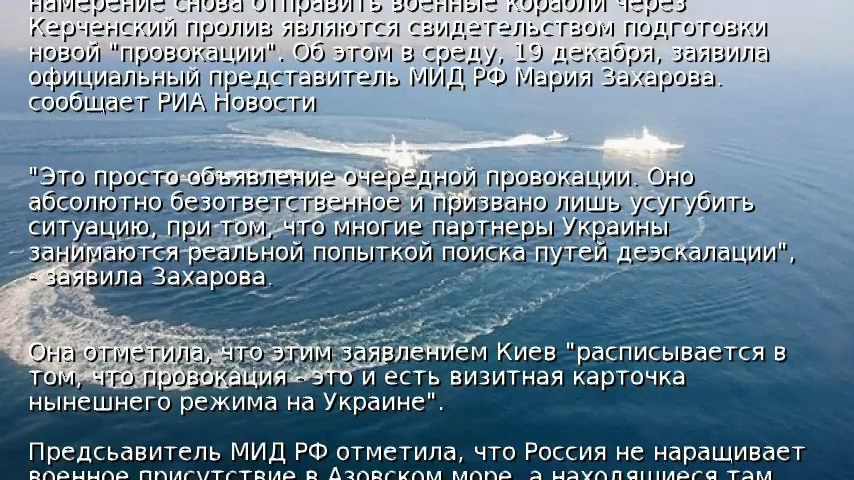 намерение снова отправить военные корабли через
Керченский пролив являются свидетельством подготовки
новой "провокации". Об этом в среду, 19 декабря, заявила
официальный представитель МИД РФ Мария Захарова.
сообщает РИА Новости
"Это просто объявление очередной провокации. Оно
абсолютно безответственное и призвано лишь усугубить
ситуацию, при том, что многие партнеры Украины
занимаются реальной попыткой поиска путей деэскалации",
- заявила Захарова.
Она отметила, что этим заявлением Киев "расписывается в
том, что провокация - это и есть визитная карточка
нынешнего режима на Украине".
Предсьавитель МИД РФ отметила, что Россия не наращивает
военное присутствие в Азовском море, а находящиеся там